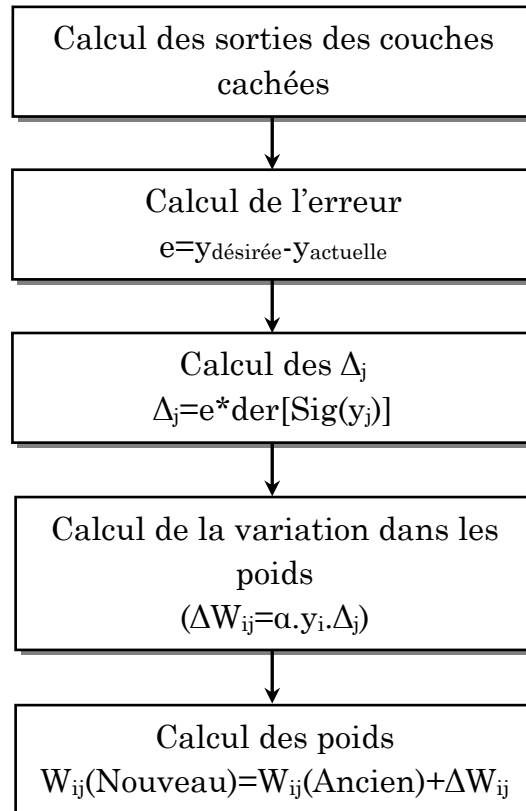 Calcul des sorties des couches
cachées
Calcul de l’erreur
e=ydésirée-yactuelle
Calcul des Δj
Δj=e*der[Sig(yj)]
Calcul de la variation dans les
poids
(ΔWij=α.yi.Δj)
Calcul des poids
Wij(Nouveau)=Wij(Ancien)+ΔWij